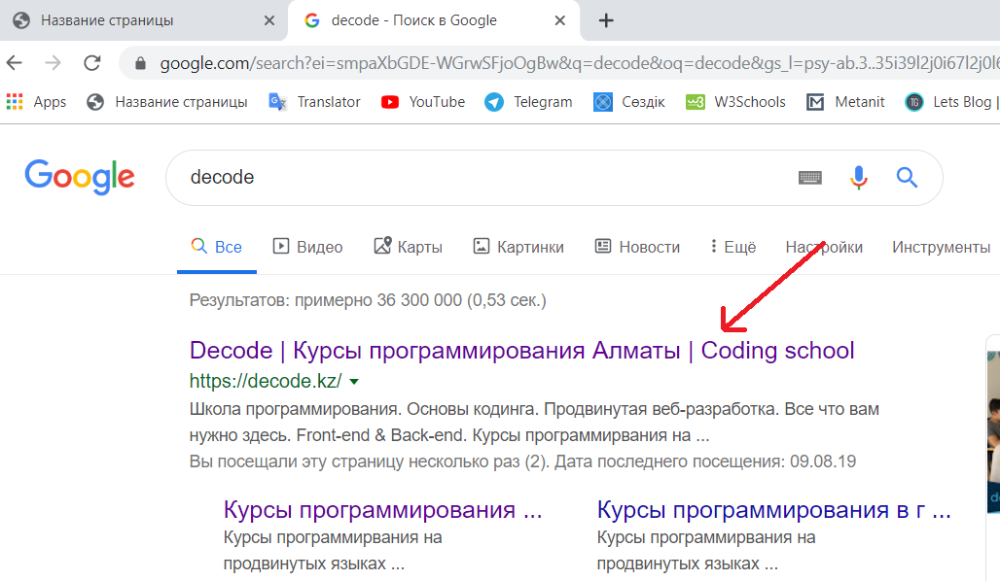 Название страницы
decode - Поиск в Google
google.com/search?ei=smpaXbGDE-WGrwSFjoOgBw&q=decode&oq=decode&gs_l=psy-ab.3..35i39l2j0i67l2j0l6
Apps Название страницы Translator YouTube Telegram Сөздік W3Schools Metanit Lets Blog |
Google
decode
Все Видео Карты Картинки Новости Ещё Настройки Инструменты
Результатов: примерно 36 300 000 (0,53 сек.)
Decode | Курсы программирования Алматы | Coding school
https://decode.kz/
Школа программирования. Основы кодинга. Продвинутая веб-разработка. Все что вам
нужно здесь. Front-end & Back-end. Курсы программирвания на ...
Вы посещали эту страницу несколько раз (2). Дата последнего посещения: 09.08.19
Курсы программирования ...
Курсы программирвания на
продвинутых языках ...
Курсы программирования в г ...
Курсы программирвания на
продвинутых языках ...